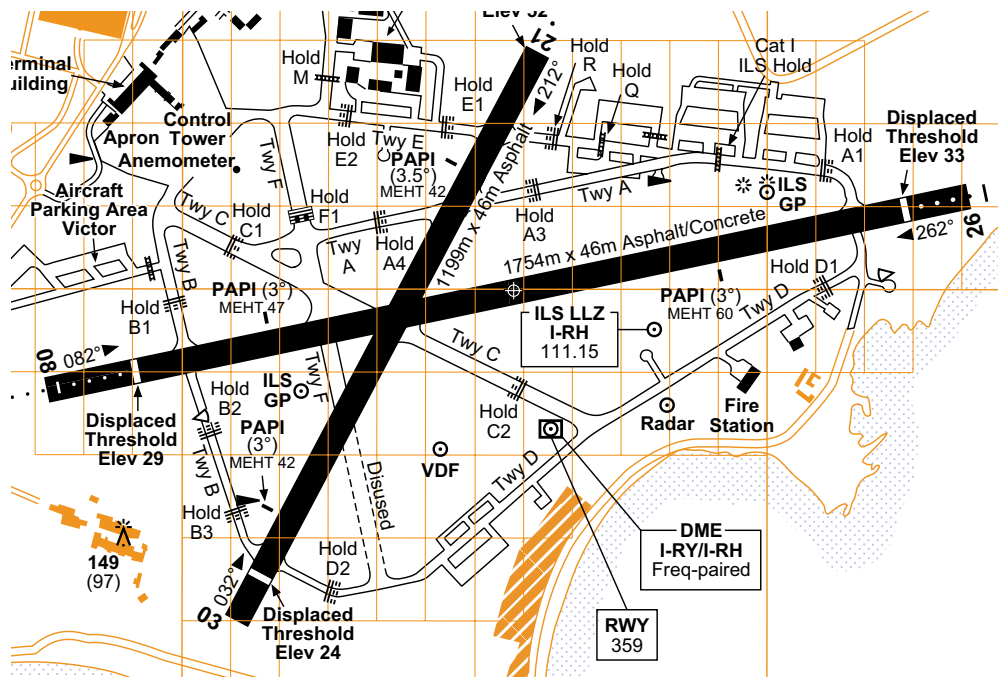 Elev 52
21
212°
Hold
M
Hold
E1
Hold
R
Hold
Q
Cat I
ILS Hold
Terminal
Building
Control
Tower
Apron
Anemometer
Hold
E2
Twy E
PAPI
(3.5°)
MEHT 42
Displaced
Threshold
Elev 33
Hold
A1
Aircraft
Parking Area
Victor
Twy F
Twy C
Hold
C1
Hold
F1
Twy
A
Hold
A4
1199m x 46m Asphalt
Hold
A3
Twy A
ILS
GP
26
262°
1754m x 46m Asphalt/Concrete
Twy B
Hold
B1
PAPI (3°)
MEHT 47
ILS LLZ
I-RH
111.15
PAPI (3°)
MEHT 60
Hold D1
Twy D
08
082°
Displaced
Threshold
Elev 29
Hold
B2
ILS
GP
Twy F
Twy C
Hold
C2
Radar
Fire
Station
PAPI
(3°)
MEHT 42
VDF
Twy B
Hold
B3
Disused
Twy D
149
(97)
Hold
D2
032°
03
Displaced
Threshold
Elev 24
DME
I-RY/I-RH
Freq-paired
RWY
359